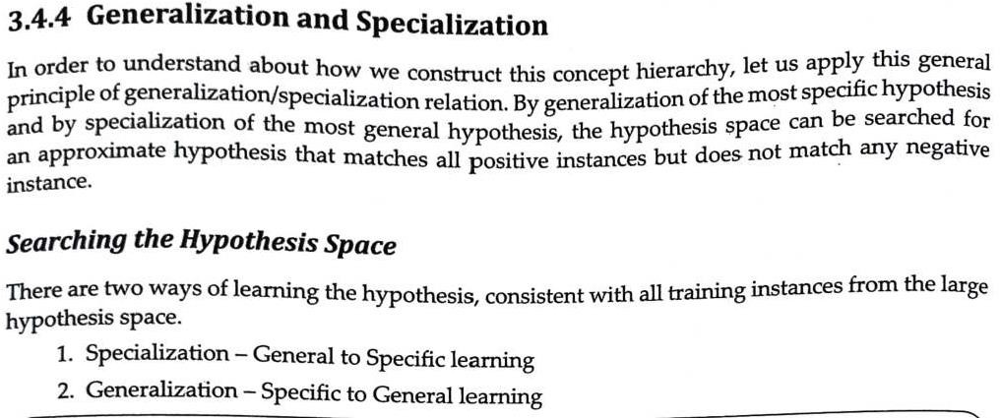 3.4.4 Generalization and Specialization
In order to understand about how we construct this concept hierarchy, let us apply this general
principle of generalization/specialization relation. By generalization of the most specific hypothesis
and by specialization of the most general hypothesis, the hypothesis space can be searched for
an approximate hypothesis that matches all positive instances but does not match any negative
instance.
Searching the Hypothesis Space
There are two ways of learning the hypothesis, consistent with all training instances from the large
hypothesis space.
1. Specialization – General to Specific learning
2. Generalization – Specific to General learning